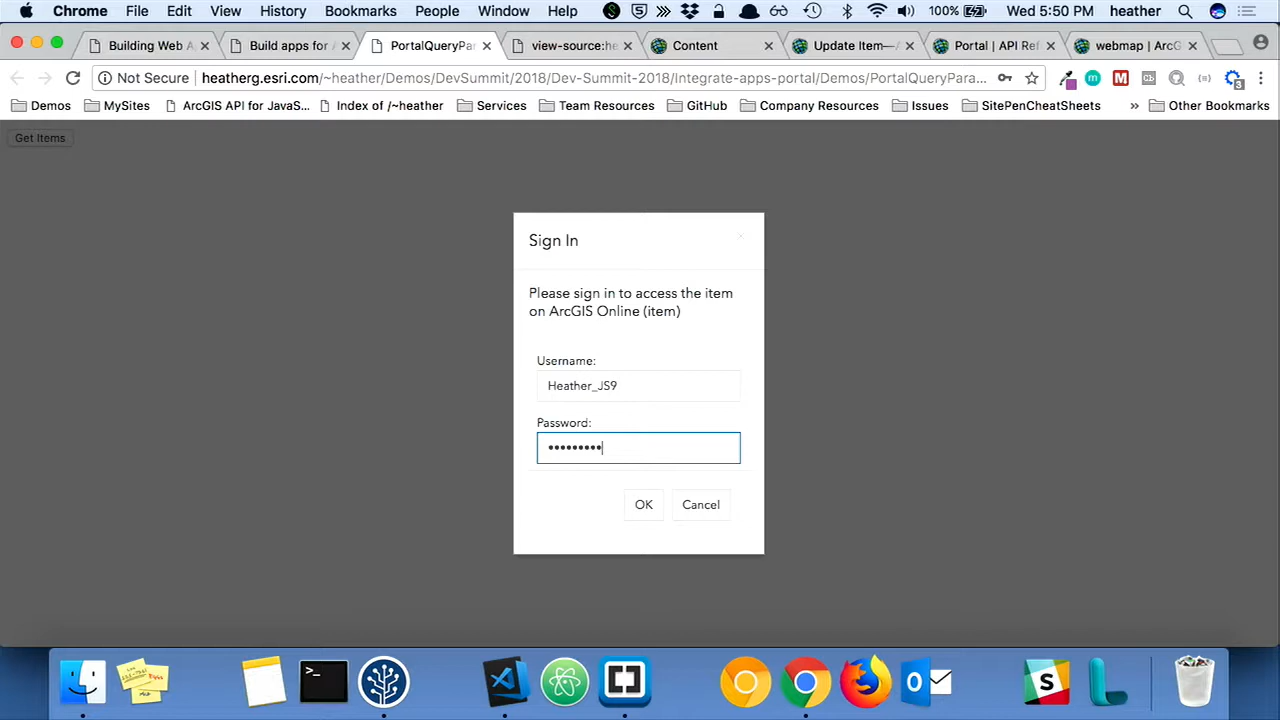 Chrome File Edit View History Bookmarks People Window Help 100% Wed 5:50 PM heather
Building Web A Build apps for A PortalQueryPar view-source:he Content Update Item— A Portal | API Ref webmap | ArcG
Not Secure heatherg.esri.com/~heather/Demos/DevSummit/2018/Dev-Summit-2018/Integrate-apps-portal/Demos/PortalQueryPara...
Demos MySites ArcGIS API for JavaS... Index of /~heather Services Team Resources GitHub Company Resources Issues SitePenCheatSheets » Other Bookmarks
Get Items
Sign In
Please sign in to access the item
on ArcGIS Online (item)
Username:
Heather_JS9
Password:
•••••••••
OK Cancel